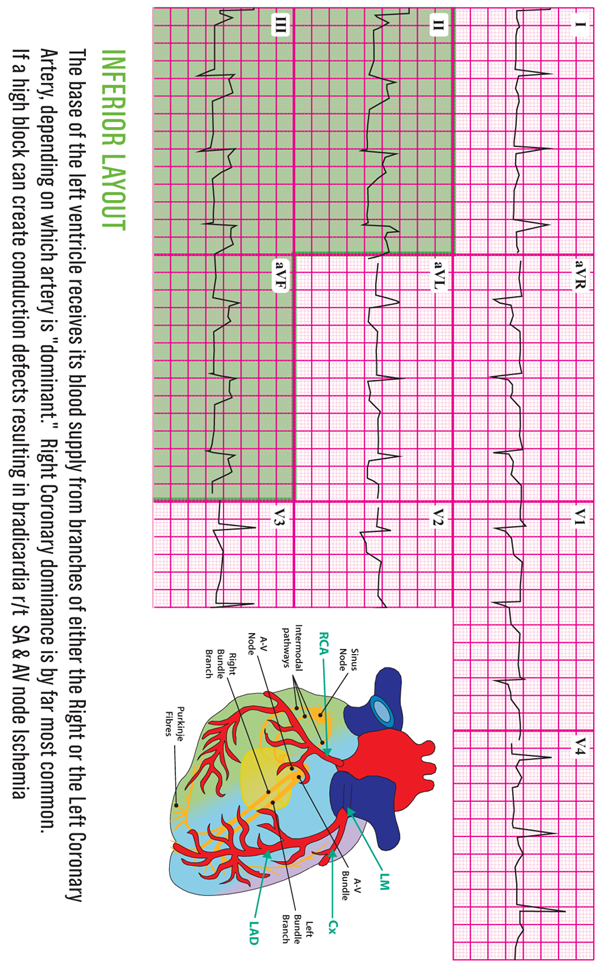 I
aVR
V1
V4
II
aVL
V2
III
aVF
V3
INFERIOR LAYOUT
The base of the left ventricle receives its blood supply from branches of either the Right or the Left Coronary
Artery, depending on which artery is "dominant." Right Coronary dominance is by far most common.
If a high block can create conduction defects resulting in bradicardia r/t SA & AV node Ischemia
Sinus
Node
RCA
Intermodal
pathways
A-V
Node
Right
Bundle
Branch
Purkinje
Fibres
LM
A-V
Bundle
Cx
Left
Bundle
Branch
LAD